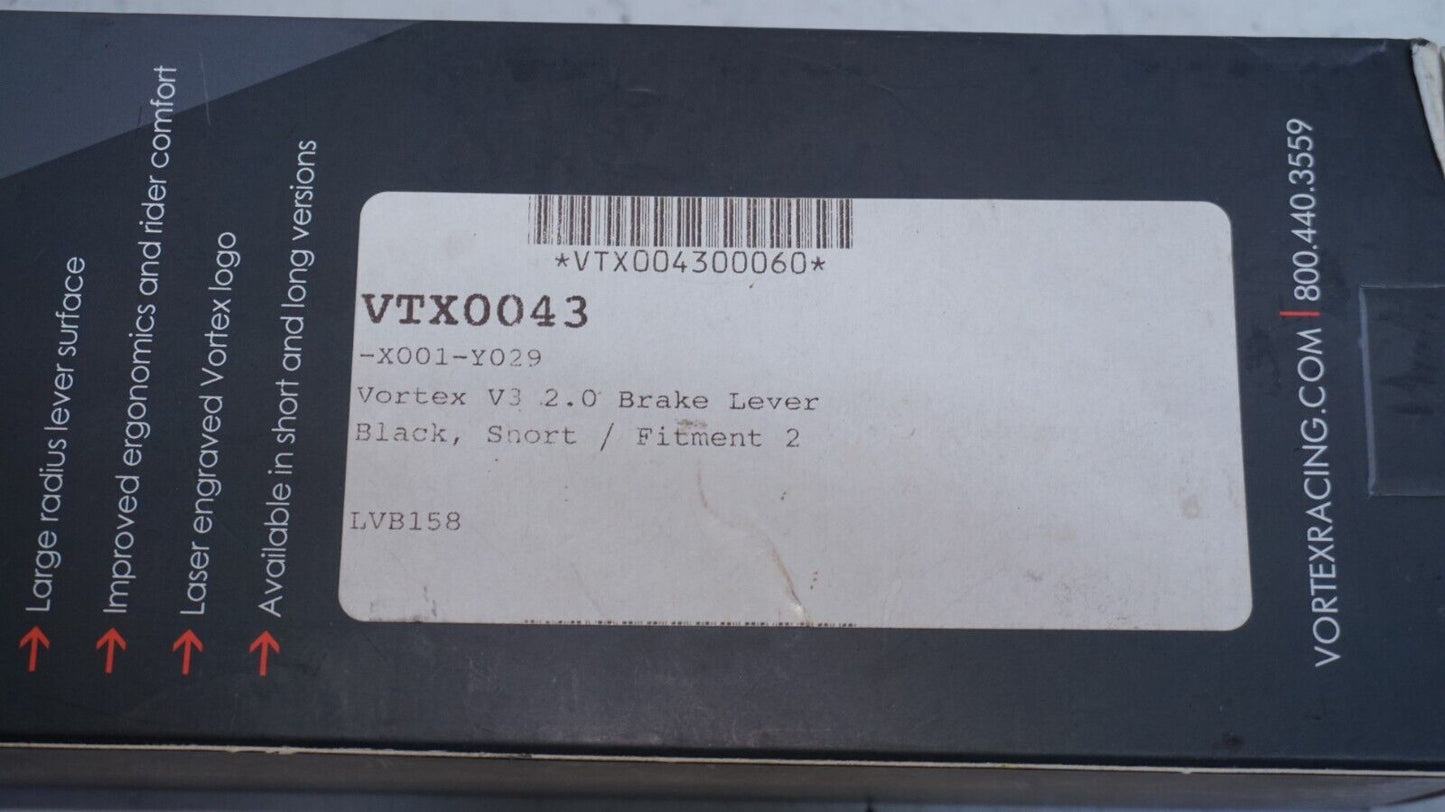 Large radius lever surface
Improved ergonomics and rider comfort
Laser engraved Vortex logo
Available in short and long versions
*VTX004300060*
VTX0043
-X001-Y029
Vortex V3 2.0 Brake Lever
Black, Short / Fitment 2
LVB158
VORTEXRACING.COM | 800.440.3559